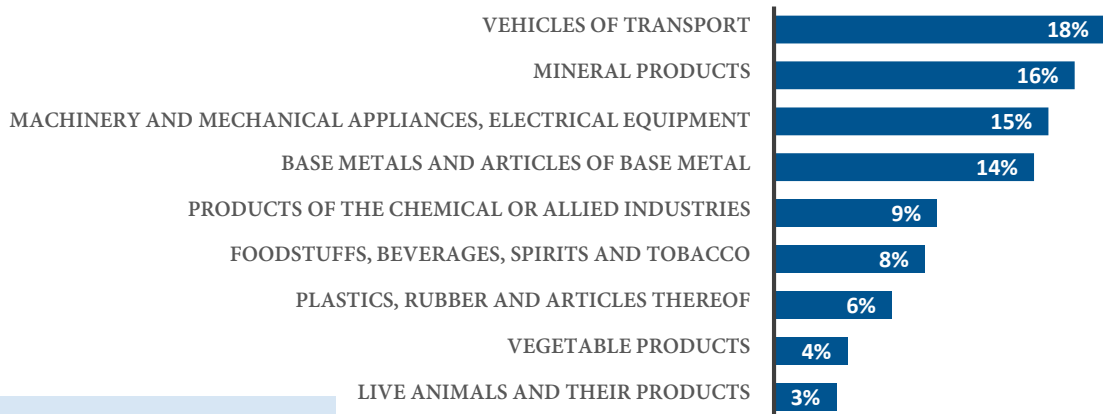 VEHICLES OF TRANSPORT 18%
MINERAL PRODUCTS 16%
MACHINERY AND MECHANICAL APPLIANCES, ELECTRICAL EQUIPMENT 15%
BASE METALS AND ARTICLES OF BASE METAL 14%
PRODUCTS OF THE CHEMICAL OR ALLIED INDUSTRIES 9%
FOODSTUFFS, BEVERAGES, SPIRITS AND TOBACCO 8%
PLASTICS, RUBBER AND ARTICLES THEREOF 6%
VEGETABLE PRODUCTS 4%
LIVE ANIMALS AND THEIR PRODUCTS 3%